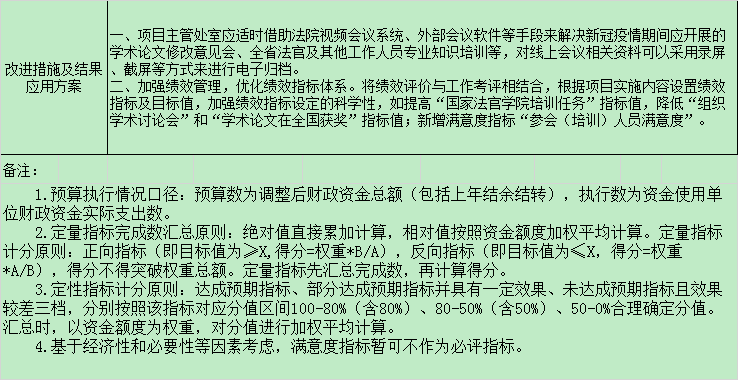 改进措施及结果
应用方案
一、项目主管处室应适时借助法院视频会议系统、外部会议软件等手段来解决新冠疫情期间应开展的
学术论文修改意见会、全省法官及其他工作人员专业知识培训等，对线上会议相关资料可以采用录屏
、截屏等方式来进行电子归档。
二、加强绩效管理，优化绩效指标体系。将绩效评价与工作考评相结合，根据项目实施内容设置绩效
指标及目标值，加强绩效指标设定的科学性，如提高“国家法官学院培训任务”指标值，降低“组织
学术讨论会”和“学术论文在全国获奖”指标值；新增满意度指标“参会（培训）人员满意度”。
备注：
1.预算执行情况口径：预算数为调整后财政资金总额（包括上年结余结转），执行数为资金使用单
位财政资金实际支出数。
2.定量指标完成数汇总原则：绝对值直接累加计算，相对值按照资金额度加权平均计算。定量指标
计分原则：正向指标（即目标值为≥X,得分=权重*B/A），反向指标（即目标值为≤X，得分=权重
*A/B），得分不得突破权重总额。定量指标先汇总完成数，再计算得分。
3.定性指标计分原则：达成预期指标、部分达成预期指标并具有一定效果、未达成预期指标且效果
较差三档，分别按照该指标对应分值区间100-80%（含80%）、80-50%（含50%）、50-0%合理确定分值。
汇总时，以资金额度为权重，对分值进行加权平均计算。
4.基于经济性和必要性等因素考虑，满意度指标暂可不作为必评指标。